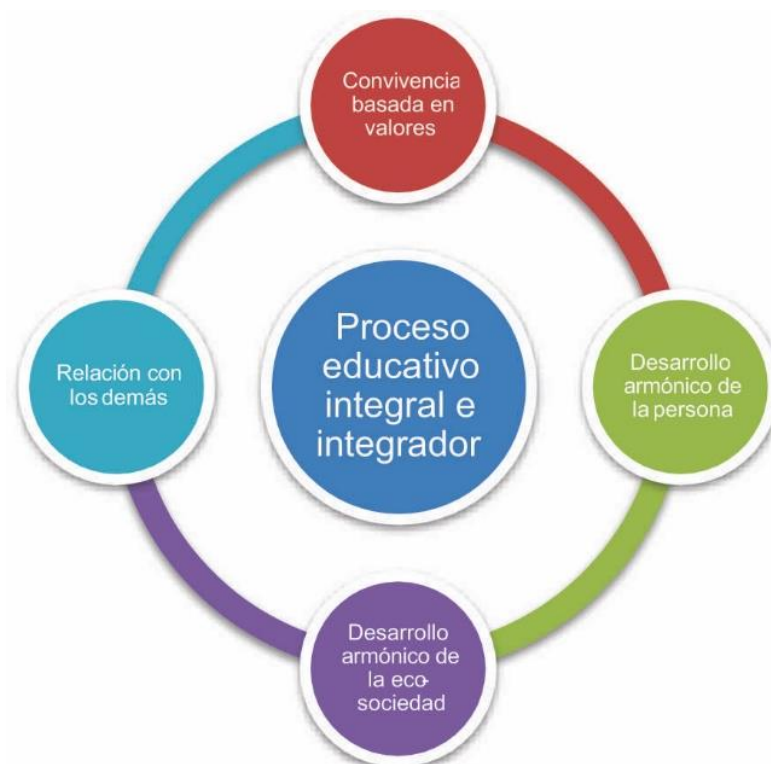 Convivencia
basada en
valores
Proceso
educativo
integral e
integrador
Relación con
los demás
Desarrollo
armónico de
la persona
Desarrollo
armónico de
la eco-
sociedad